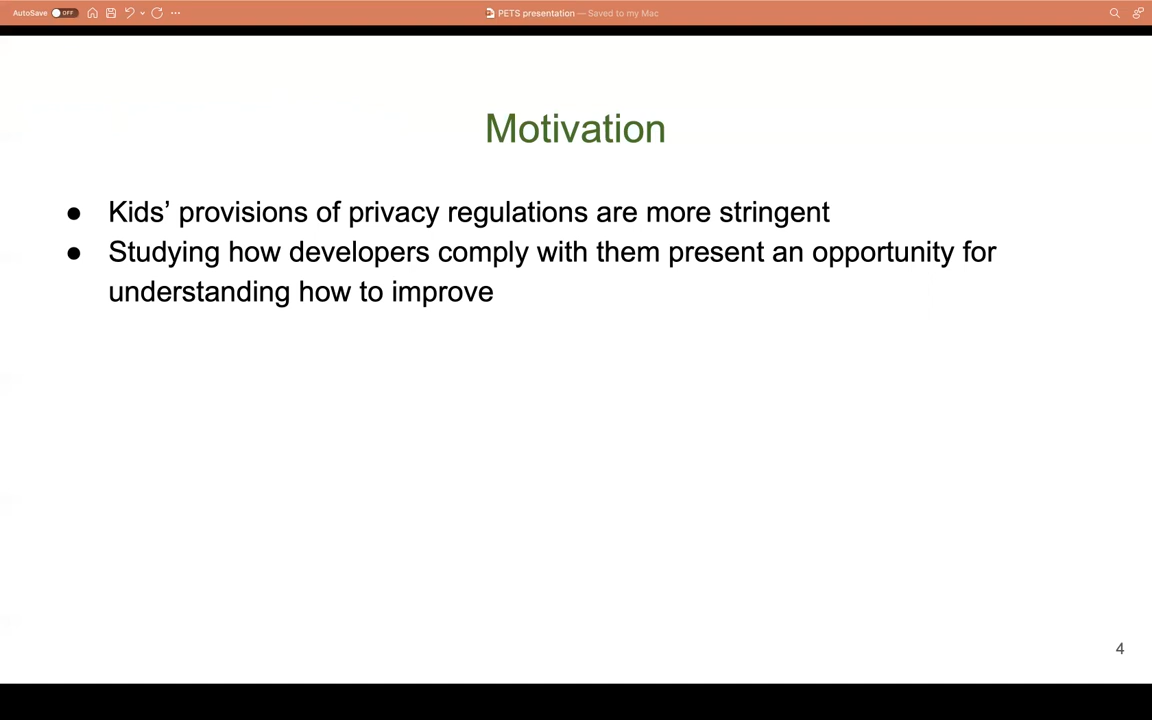 AutoSave OFF PETS presentation — Saved to my Mac
Motivation
● Kids’ provisions of privacy regulations are more stringent
● Studying how developers comply with them present an opportunity for
understanding how to improve
4